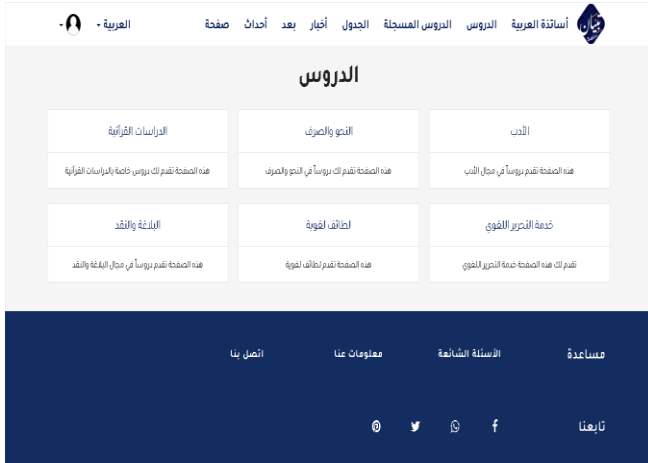 بَيَان
أساتذة العربية الدروس الدروس المسجلة الجدول أخبار بعد أحداث صفحة العربية
الدروس
الأدب
هذه الصفحة تقدم دروساً في مجال الأدب
النحو والصرف
هذه الصفحة تقدم لك دروساً في النحو والصرف
الدراسات القرآنية
هذه الصفحة تقدم لك دروس خاصة بالدراسات القرآنية
خدمة التحرير اللغوي
تقدم لك هذه الصفحة خدمة التحرير اللغوي
لطائف لغوية
هذه الصفحة تقدم لطائف لغوية
البلاغة والنقد
هذه الصفحة تقدم دروساً في مجال البلاغة والنقد
مساعدة الأسئلة الشائعة معلومات عنا اتصل بنا
تابعنا